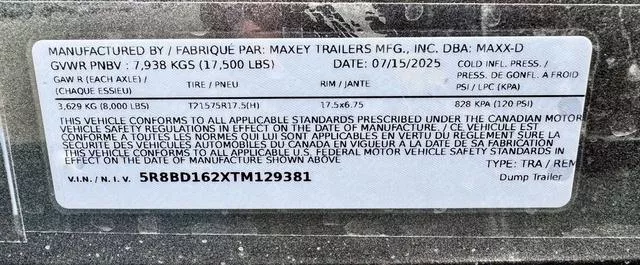 MANUFACTURED BY / FABRIQUÉ PAR: MAXEY TRAILERS MFG., INC. DBA: MAXX-D
GVWR PNBV : 7,938 KGS (17,500 LBS) DATE: 07/15/2025 COLD INFL. PRESS. /
GAW R (EACH AXLE) / TIRE / PNEU RIM / JANTE PRESS. DE GONFL. A FROID
(CHAQUE ESSIEU) PSI / LPC (KPA)
3,629 KG (8,000 LBS) T21575R17.5(H) 17.5x6.75 828 KPA (120 PSI)
THIS VEHICLE CONFORMS TO ALL APPLICABLE STANDARDS PRESCRIBED UNDER THE CANADIAN MOTOR
VEHICLE SAFETY REGULATIONS IN EFFECT ON THE DATE OF MANUFACTURE. / CE VÉHICULE EST
CONFORME A TOUTES LES NORMES QUI LUI SONT APPLICABLES EN VERTU DU RÈGLEMENT SUR LA
SÉCURITÉ DES VÉHICULES AUTOMOBILES DU CANADA EN VIGUEUR A LA DATE DE SA FABRICATION
THIS VEHICLE CONFORMS TO ALL APPLICABLE U.S. FEDERAL MOTOR VEHICLE SAFETY STANDARDS IN
EFFECT ON THE DATE OF MANUFACTURE SHOWN ABOVE
TYPE: TRA / REM
V.I.N. / N.I.V. 5R8BD162XTM129381 Dump Trailer